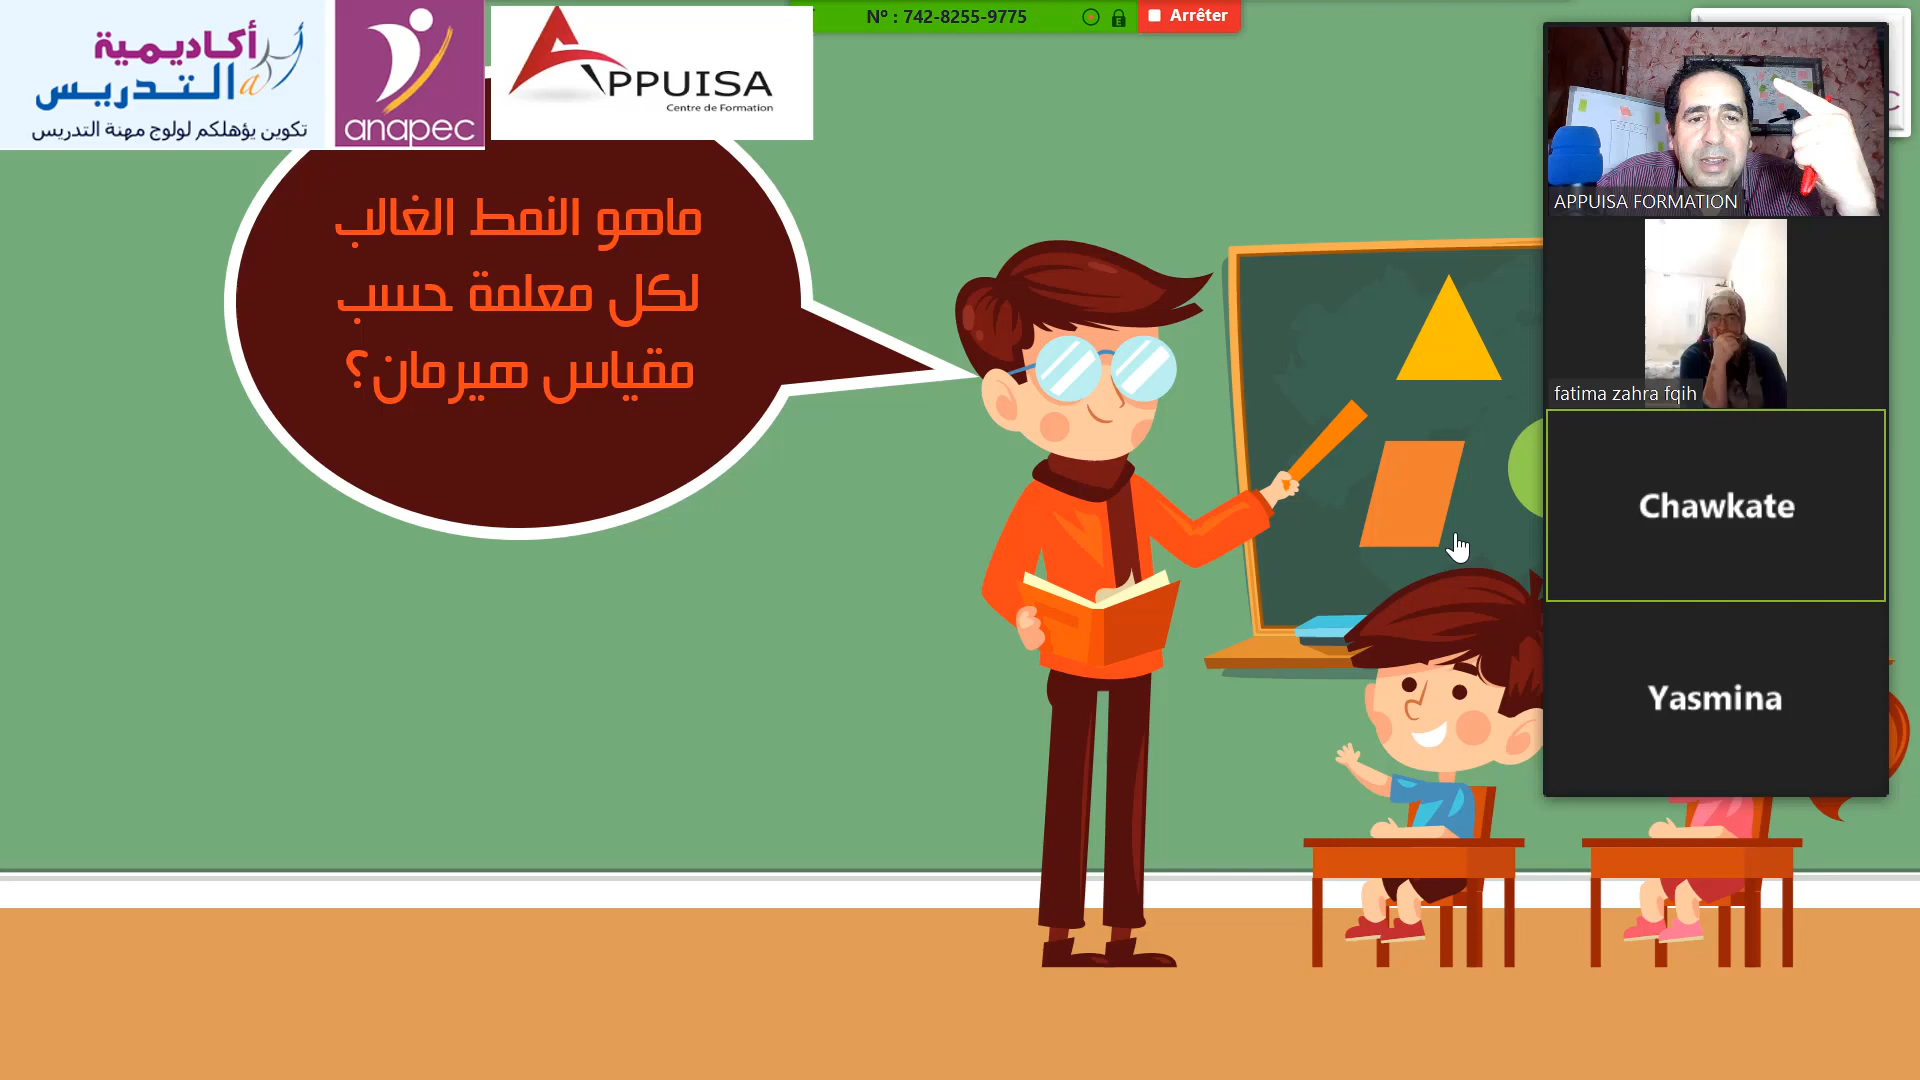 أكاديمية
التدريس
تكوين يؤهلكم لولوج مهنة التدريس
anapec
APPUISA
Centre de Formation
N° : 742-8255-9775
Arrêter
ماهو النمط الغالب
لكل معلمة حسب
مقياس هيرمان؟
APPUISA FORMATION
fatima zahra fqih
Chawkate
Yasmina